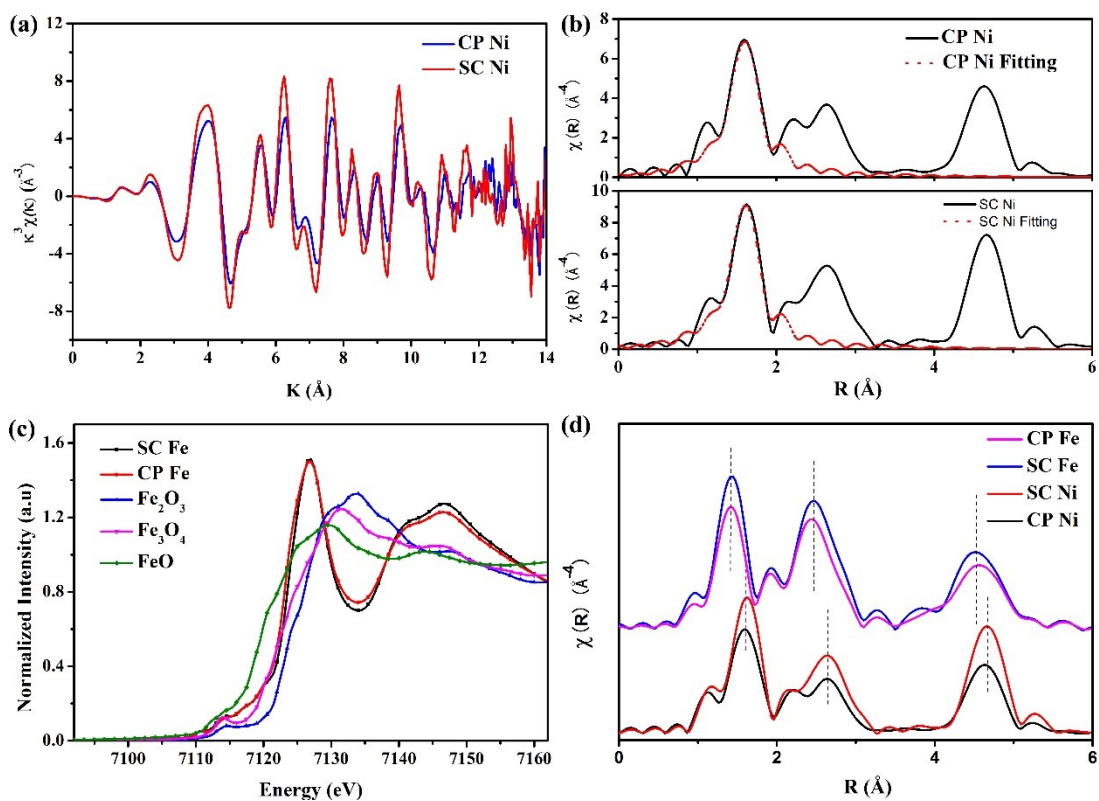 (a)
CP Ni
SC Ni
κ³χ(k) (Å⁻³)
12
8
4
0
-4
-8
0 2 4 6 8 10 12 14
K (Å)
(b)
CP Ni
CP Ni Fitting
χ (R) (Å⁻⁴)
8
6
4
2
0
SC Ni
SC Ni Fitting
χ (R) (Å⁻⁴)
10
8
6
4
2
0
0 2 4 6
R (Å)
(c)
SC Fe
CP Fe
Fe₂O₃
Fe₃O₄
FeO
Normalized Intensity (a.u)
1.6
1.2
0.8
0.4
0.0
7100 7110 7120 7130 7140 7150 7162
Energy (eV)
(d)
CP Fe
SC Fe
SC Ni
CP Ni
χ (R) (Å⁻⁴)
0 2 4 6
R (Å)